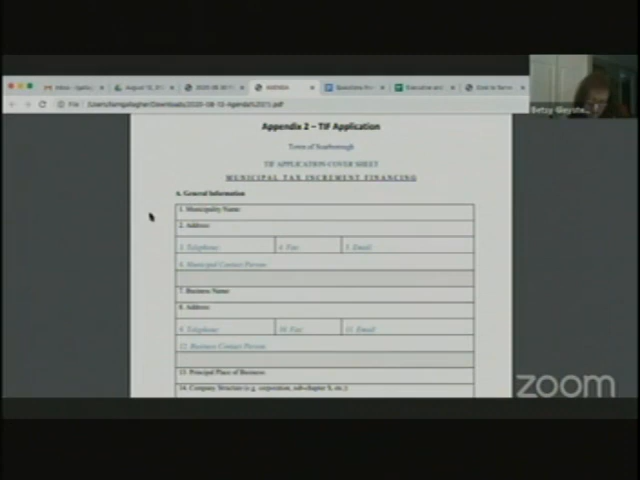 Appendix 2 – TIF Application
Town of Scarborough
TIF APPLICATION COVER SHEET
MUNICIPAL TAX INCREMENT FINANCING
A. General Information
1. Municipality Name:
2. Address:
3. Telephone: 4. Fax: 5. Email:
6. Municipal Contact Person:
7. Business Name:
8. Address:
9. Telephone: 10. Fax: 11. Email:
12. Business Contact Person:
13. Principal Place of Business:
14. Company Structure (e.g. corporation, sub-chapter S, etc.):
AGENDA
File
Betsy
zoom